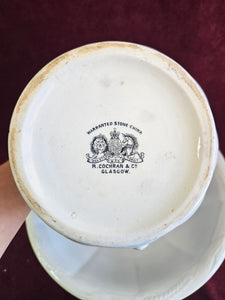 WARRANTED STONE CHINA
R. COCHRAN & Co
GLASGOW.